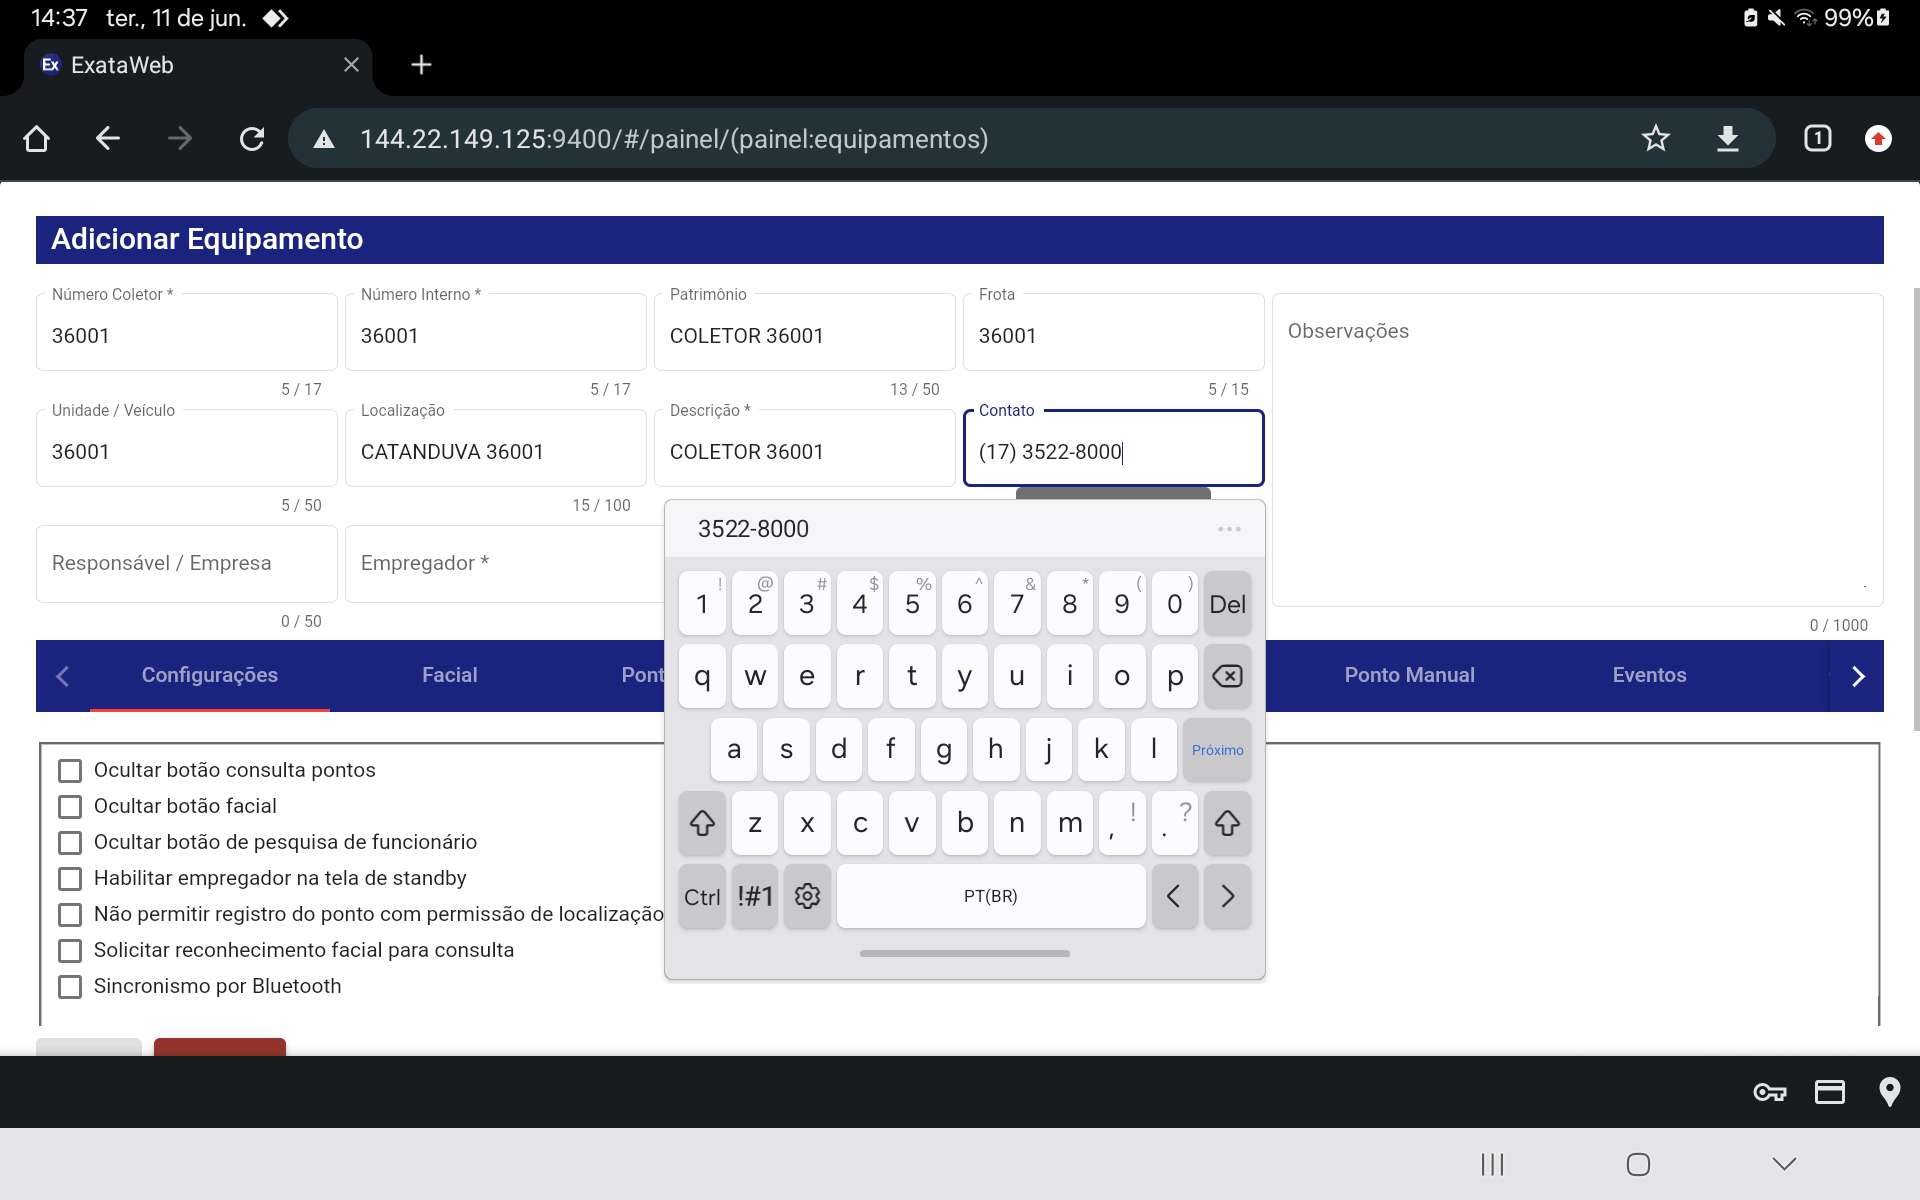 14:37 ter., 11 de jun. 99%
Ex ExataWeb
144.22.149.125:9400/#/painel/(painel:equipamentos) 1
Adicionar Equipamento
Número Coletor * Número Interno * Patrimônio Frota
36001 36001 COLETOR 36001 36001 Observações
5 / 17 5 / 17 13 / 50 5 / 15
Unidade / Veículo Localização Descrição * Contato
36001 CATANDUVA 36001 COLETOR 36001 (17) 3522-8000
5 / 50 15 / 100
3522-8000 ...
Responsável / Empresa Empregador *
0 / 50 0 / 1000
Configurações Facial Pont Ponto Manual Eventos
! @ # $ % ^ & * ( )
1 2 3 4 5 6 7 8 9 0 Del
q w e r t y u i o p
a s d f g h j k l Próximo
z x c v b n m , ! . ?
Ctrl !#1 PT(BR) < >
Ocultar botão consulta pontos
Ocultar botão facial
Ocultar botão de pesquisa de funcionário
Habilitar empregador na tela de standby
Não permitir registro do ponto com permissão de localização
Solicitar reconhecimento facial para consulta
Sincronismo por Bluetooth